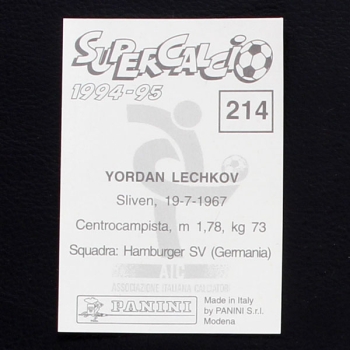 SUPERCALCIO
1994-95
214
YORDAN LECHKOV
Sliven, 19-7-1967
Centrocampista, m 1,78, kg 73
Squadra: Hamburger SV (Germania)
AIC
ASSOCIAZIONE ITALIANA CALCIATORI
PANINI
Made in Italy
by PANINI S.r.l.
Modena